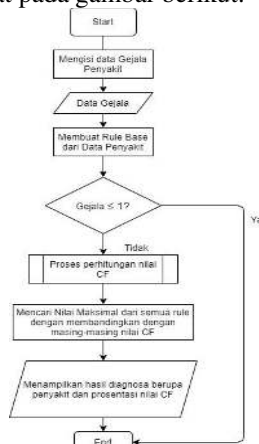 at pada gambar berikut.
Start
Mengisi data Gejala
Penyakit
Data Gejala
Membuat Rule Base
dari Data Penyakit
Gejala ≤ 1?
Ya
Tidak
Proses perhitungan nilai
CF
Mencari Nilai Maksimal dari semua rule
dengan membandingkan dengan
masing-masing nilai CF
Menampilkan hasil diagnosa berupa
penyakit dan prosentasi nilai CF
End